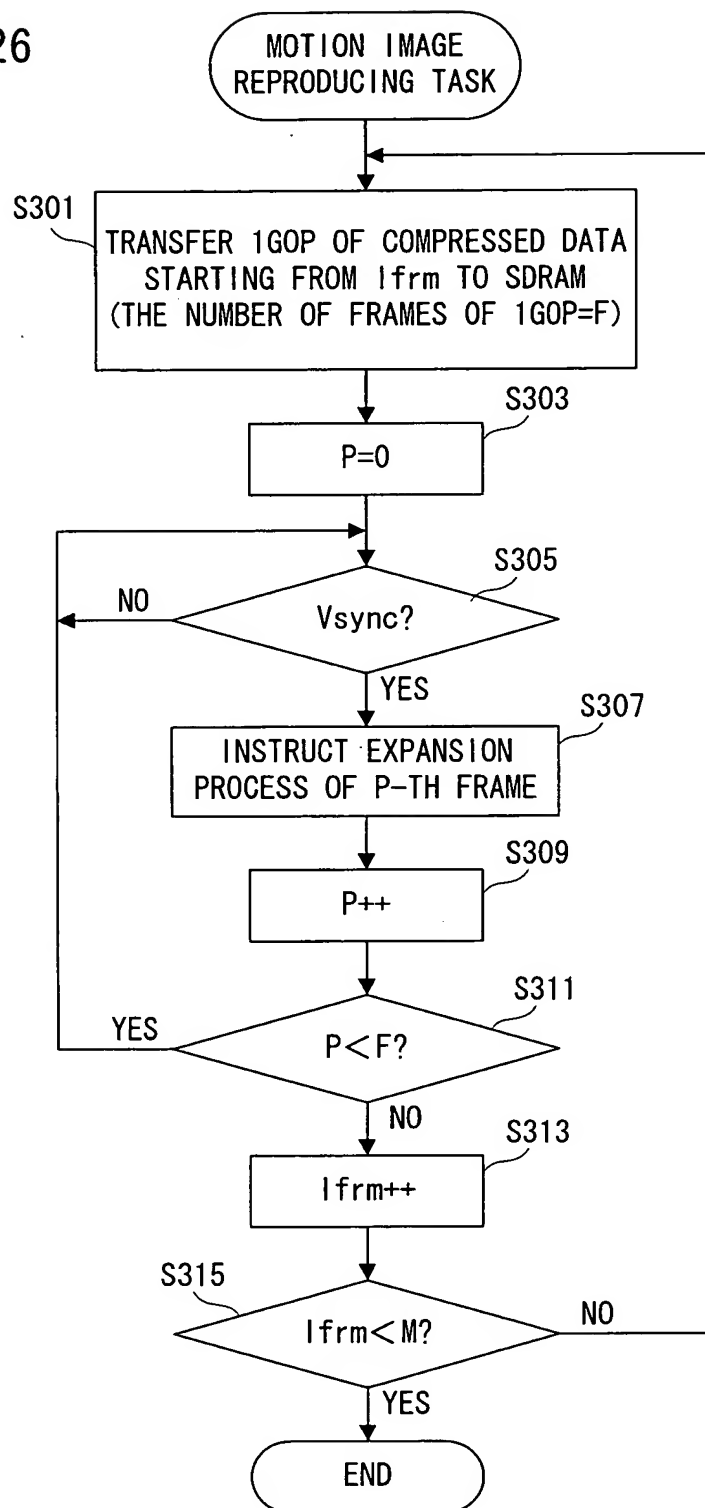 26
MOTION IMAGE
REPRODUCING TASK
S301
TRANSFER 1GOP OF COMPRESSED DATA
STARTING FROM Ifrm TO SDRAM
(THE NUMBER OF FRAMES OF 1GOP=F)
S303
P=0
S305
NO
Vsync?
YES
S307
INSTRUCT EXPANSION
PROCESS OF P-TH FRAME
S309
P++
S311
YES
P<F?
NO
S313
Ifrm++
S315
Ifrm<M?
NO
YES
END